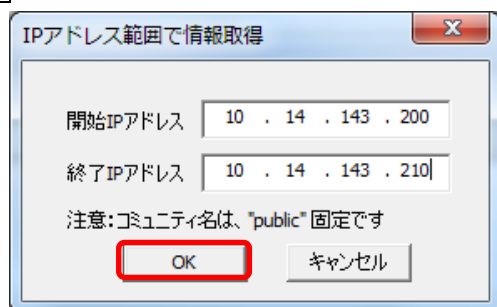 IPアドレス範囲で情報取得
開始IPアドレス 10 . 14 . 143 . 200
終了IPアドレス 10 . 14 . 143 . 210
注意:コミュニティ名は、"public"固定です
OK キャンセル